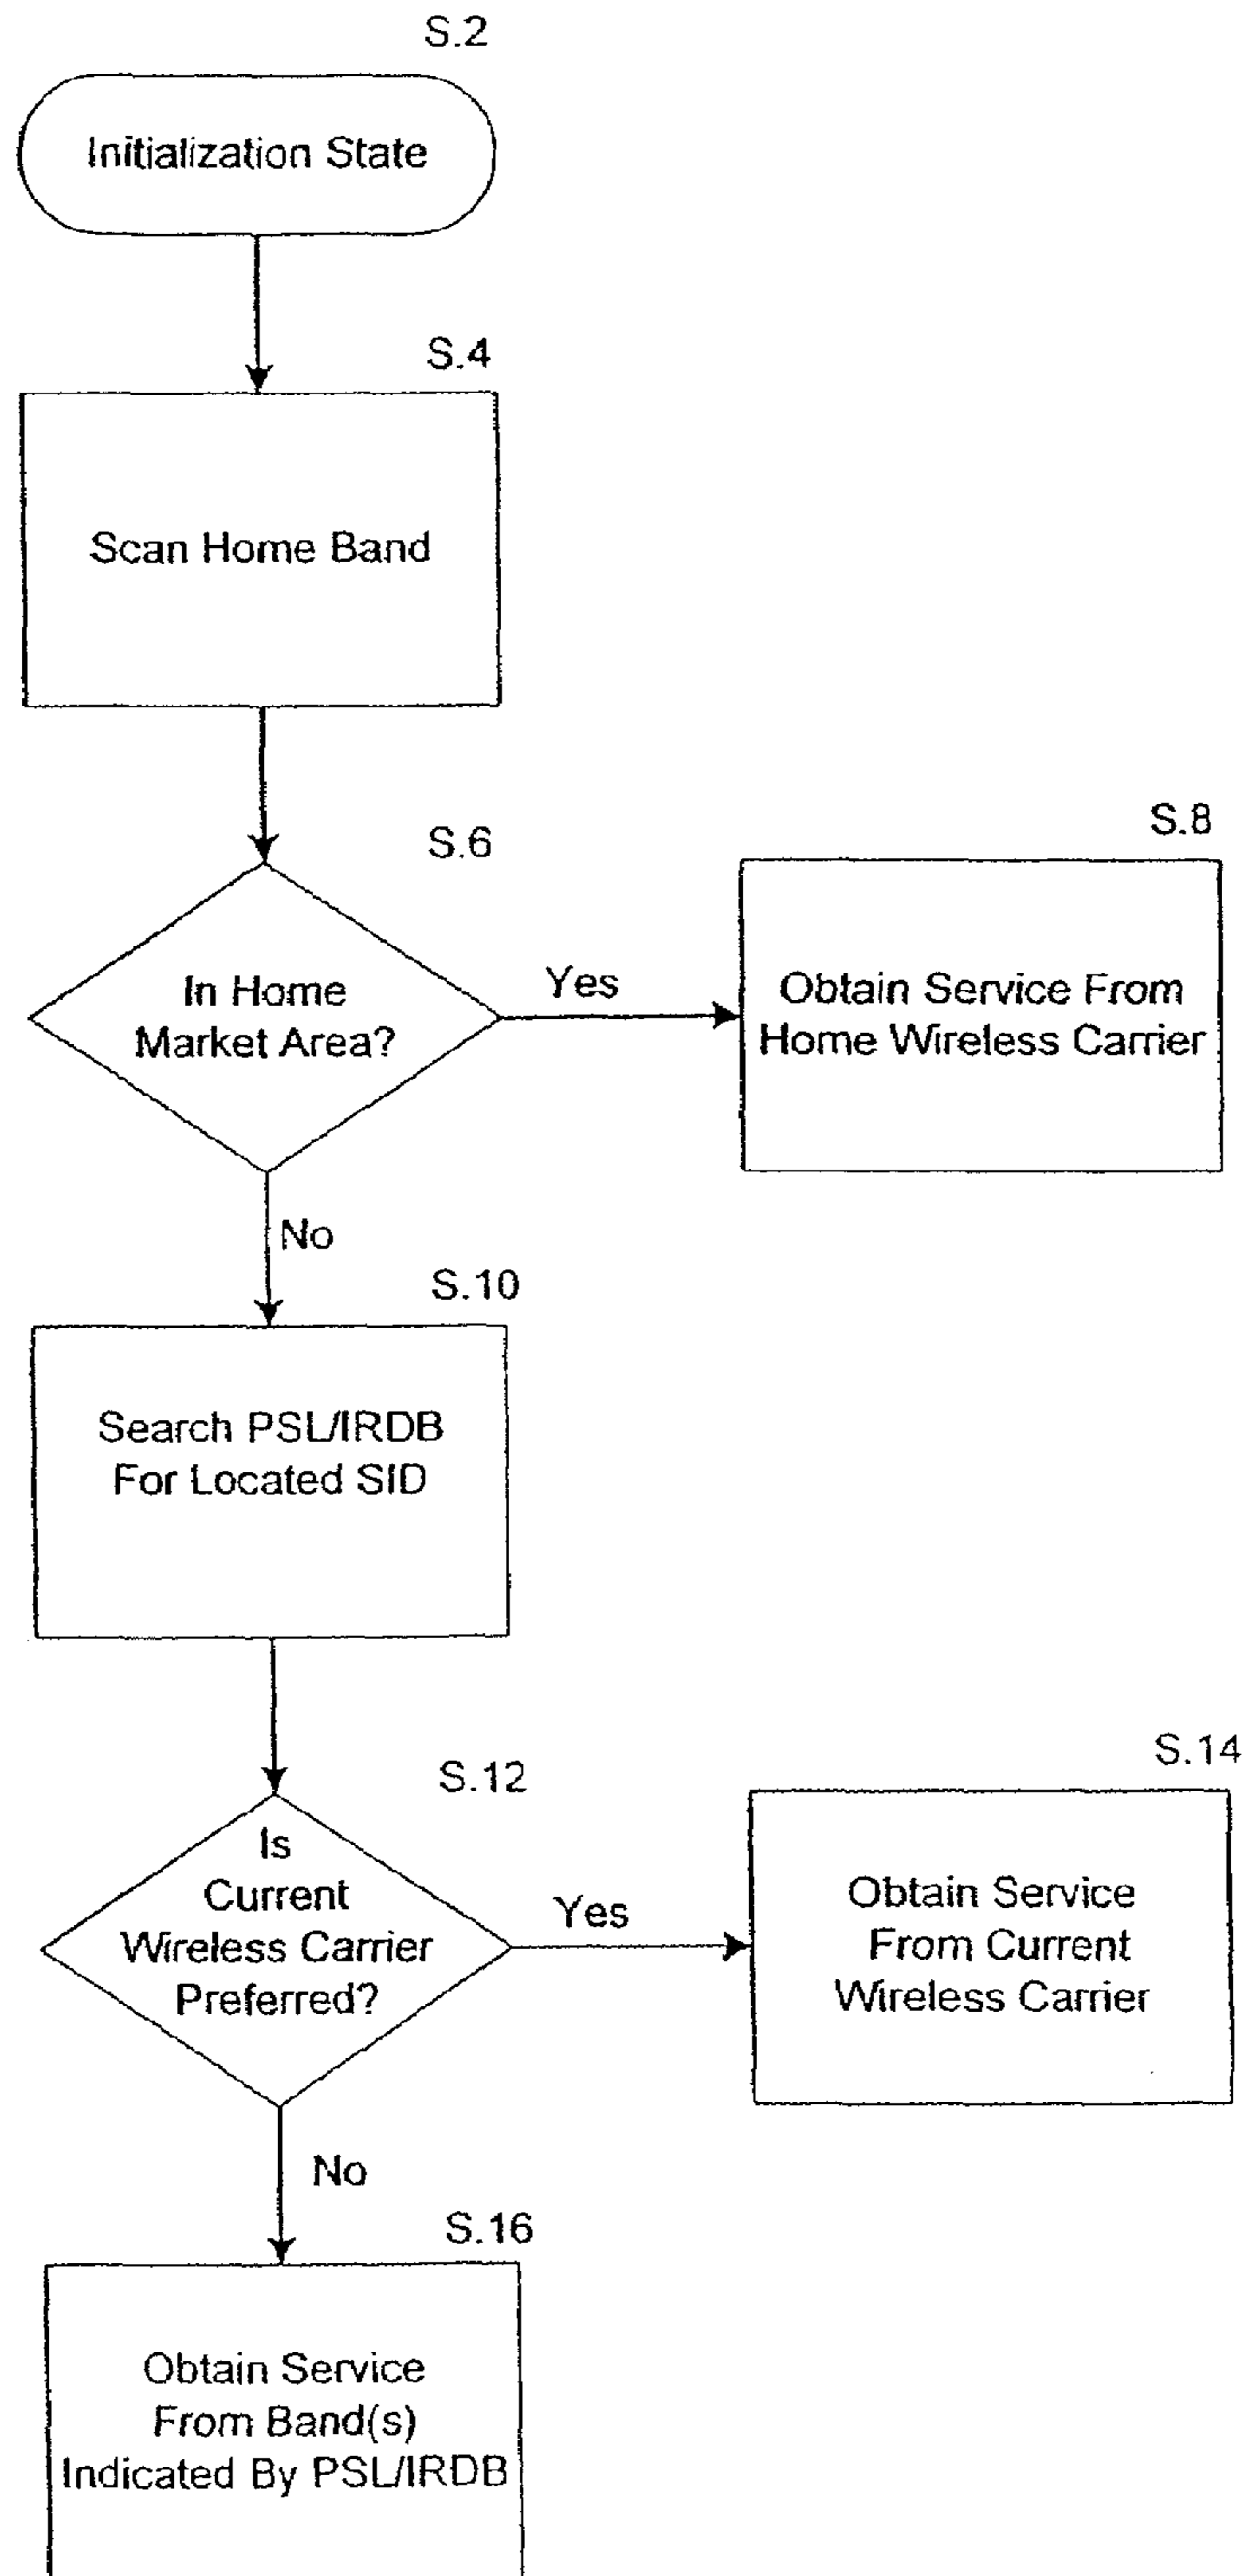 S.2
Initialization State
S.4
Scan Home Band
S.6
In Home
Market Area?
Yes
S.8
Obtain Service From
Home Wireless Carrier
No
S.10
Search PSL/IRDB
For Located SID
S.12
Is
Current
Wireless Carrier
Preferred?
Yes
S.14
Obtain Service
From Current
Wireless Carrier
No
S.16
Obtain Service
From Band(s)
Indicated By PSL/IRDB